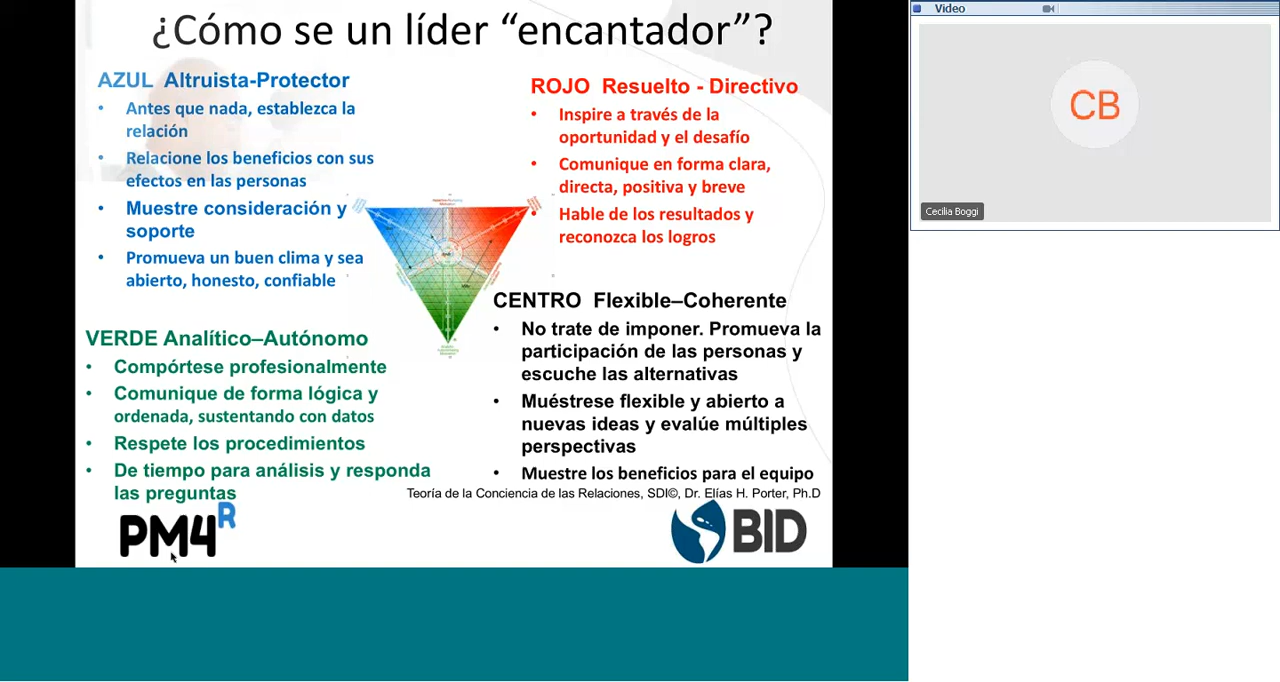 ¿Cómo se un líder “encantador”?
AZUL Altruista-Protector
• Antes que nada, establezca la
relación
• Relacione los beneficios con sus
efectos en las personas
• Muestre consideración y
soporte
• Promueva un buen clima y sea
abierto, honesto, confiable
ROJO Resuelto - Directivo
• Inspire a través de la
oportunidad y el desafío
• Comunique en forma clara,
directa, positiva y breve
• Hable de los resultados y
reconozca los logros
VERDE Analítico–Autónomo
• Compórtese profesionalmente
• Comunique de forma lógica y
ordenada, sustentando con datos
• Respete los procedimientos
• De tiempo para análisis y responda
las preguntas
CENTRO Flexible–Coherente
• No trate de imponer. Promueva la
participación de las personas y
escuche las alternativas
• Muéstrese flexible y abierto a
nuevas ideas y evalúe múltiples
perspectivas
• Muestre los beneficios para el equipo
Teoría de la Conciencia de las Relaciones, SDI©, Dr. Elías H. Porter, Ph.D
PM4R
BID
Video
CB
Cecilia Boggi